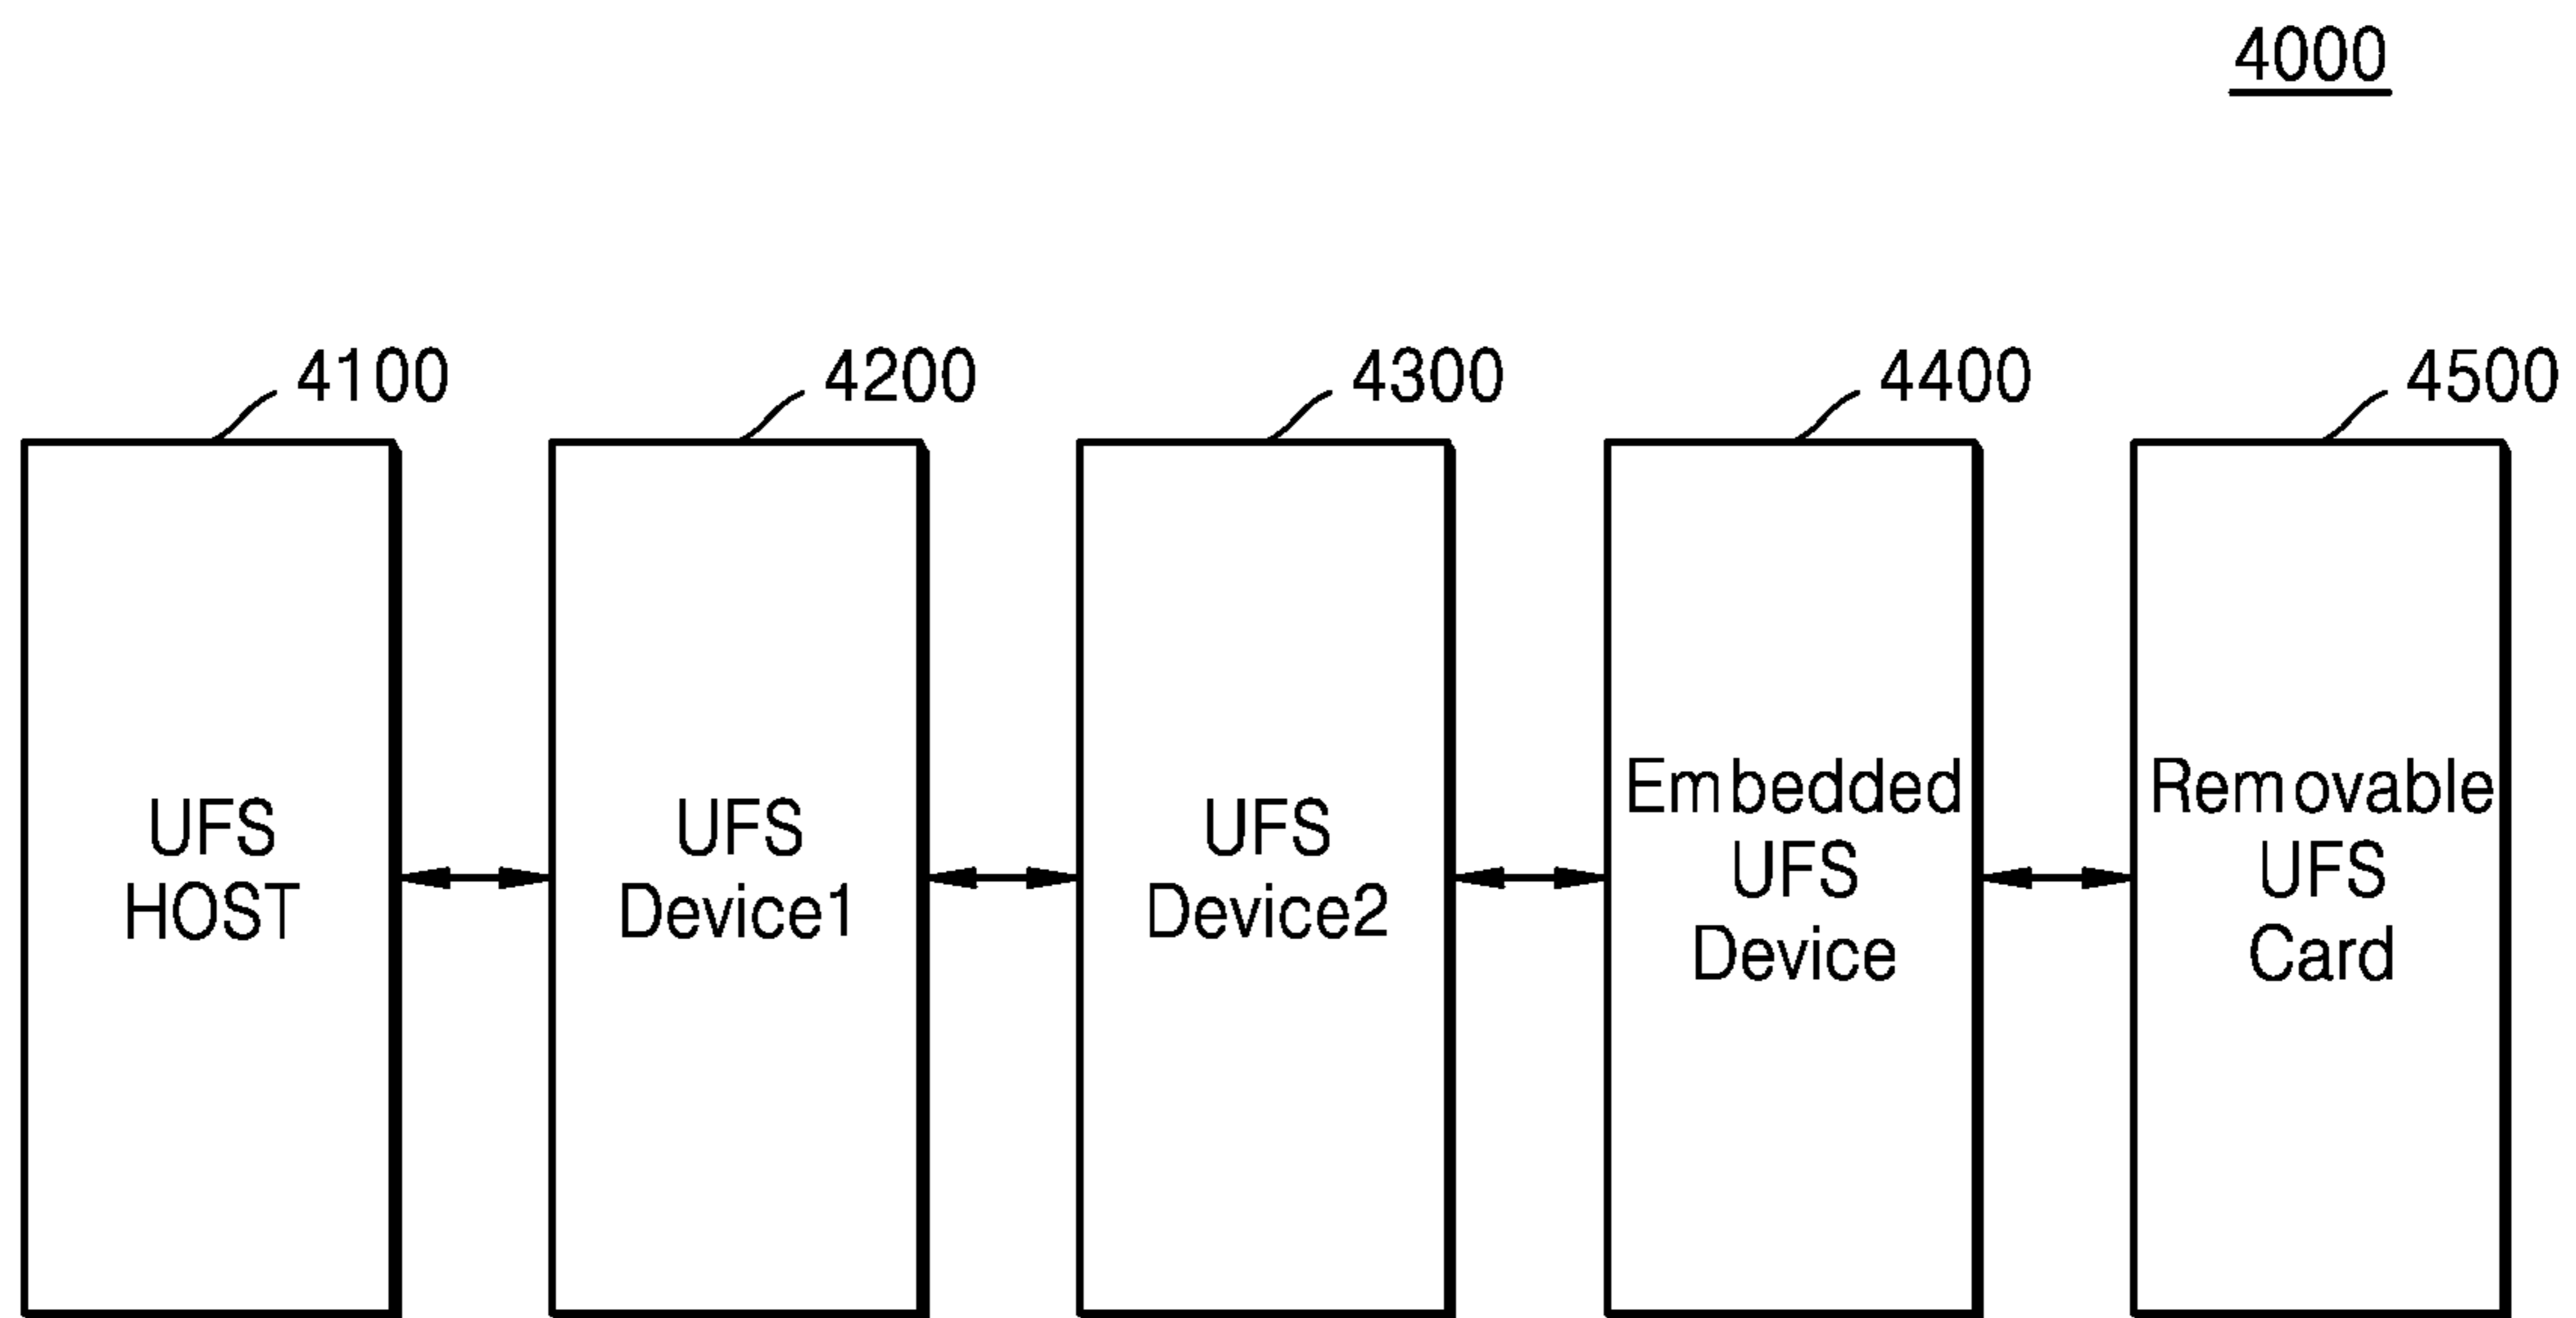 4000
4100
4200
4300
4400
4500
UFS
HOST
UFS
Device1
UFS
Device2
Embedded
UFS
Device
Removable
UFS
Card